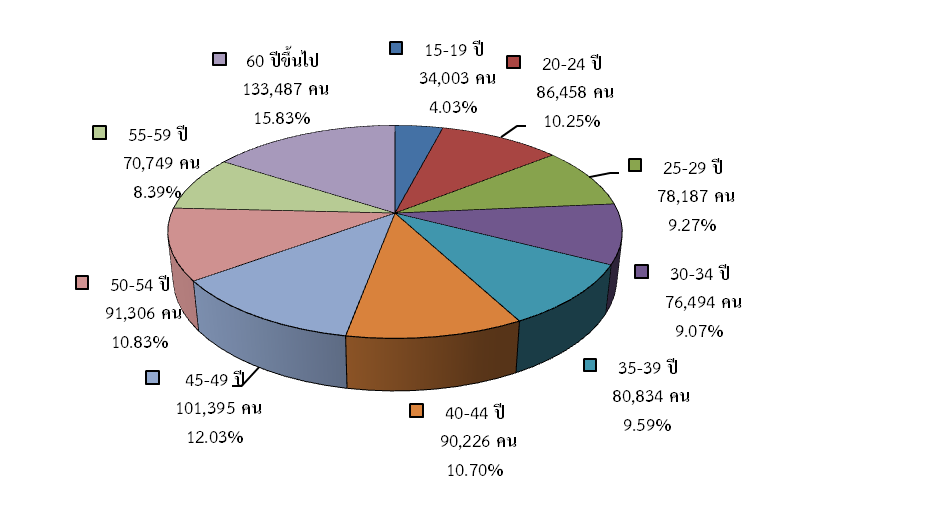 15-19 ปี
34,003 คน
4.03%
20-24 ปี
86,458 คน
10.25%
25-29 ปี
78,187 คน
9.27%
30-34 ปี
76,494 คน
9.07%
35-39 ปี
80,834 คน
9.59%
40-44 ปี
90,226 คน
10.70%
45-49 ปี
101,395 คน
12.03%
50-54 ปี
91,306 คน
10.83%
55-59 ปี
70,749 คน
8.39%
60 ปีขึ้นไป
133,487 คน
15.83%